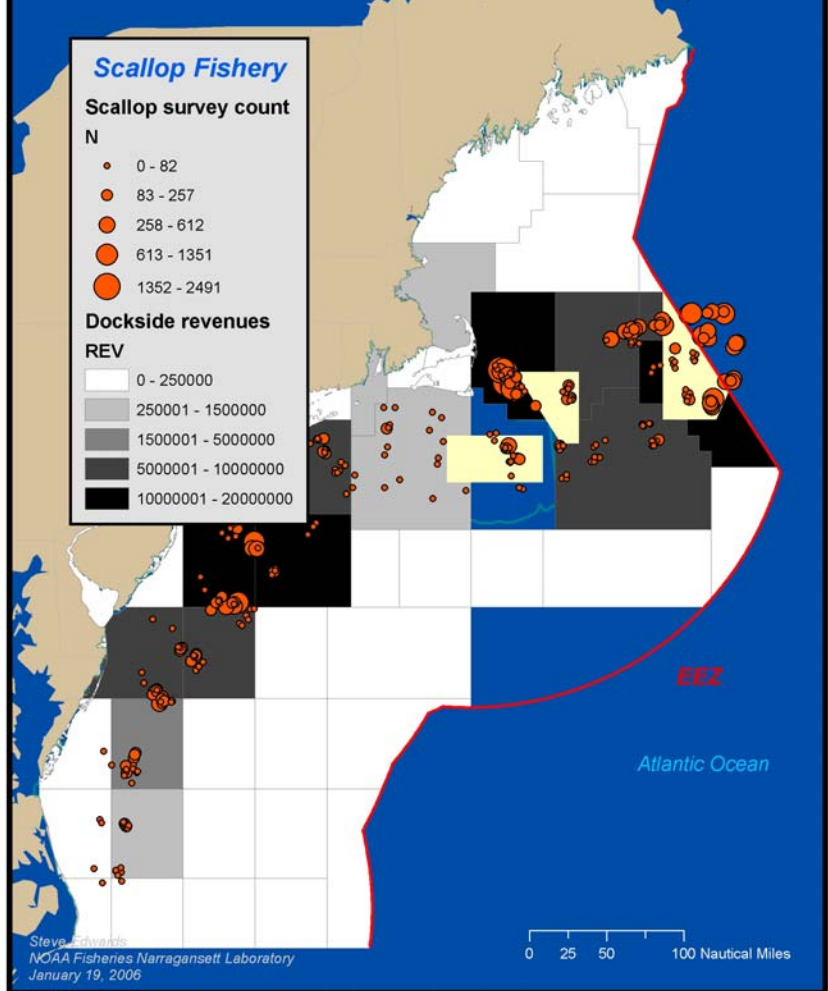 Scallop Fishery
Scallop survey count
N
0 - 82
83 - 257
258 - 612
613 - 1351
1352 - 2491
Dockside revenues
REV
0 - 250000
250001 - 1500000
1500001 - 5000000
5000001 - 10000000
10000001 - 20000000
EEZ
Atlantic Ocean
Steve Edwards
NOAA Fisheries Narragansett Laboratory
January 19, 2006
0 25 50 100 Nautical Miles